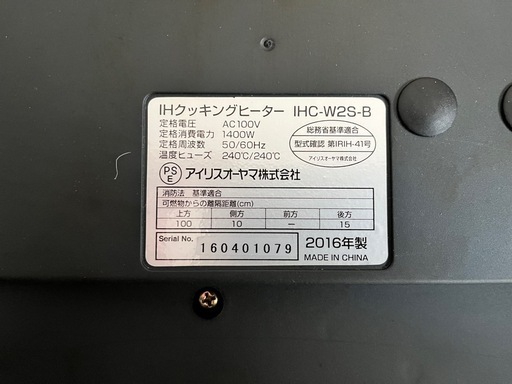 IHクッキングヒーター IHC-W2S-B
定格電圧 AC100V
定格消費電力 1400W
定格周波数 50/60Hz
温度ヒューズ 240℃/240℃
総務省基準適合
型式確認 第IRIH-41号
アイリスオーヤマ株式会社
PS
E
アイリスオーヤマ株式会社
消防法 基準適合
可燃物からの離隔距離(cm)
上方 側方 前方 後方
100 10 — 15
Serial No. 160401079
2016年製
MADE IN CHINA